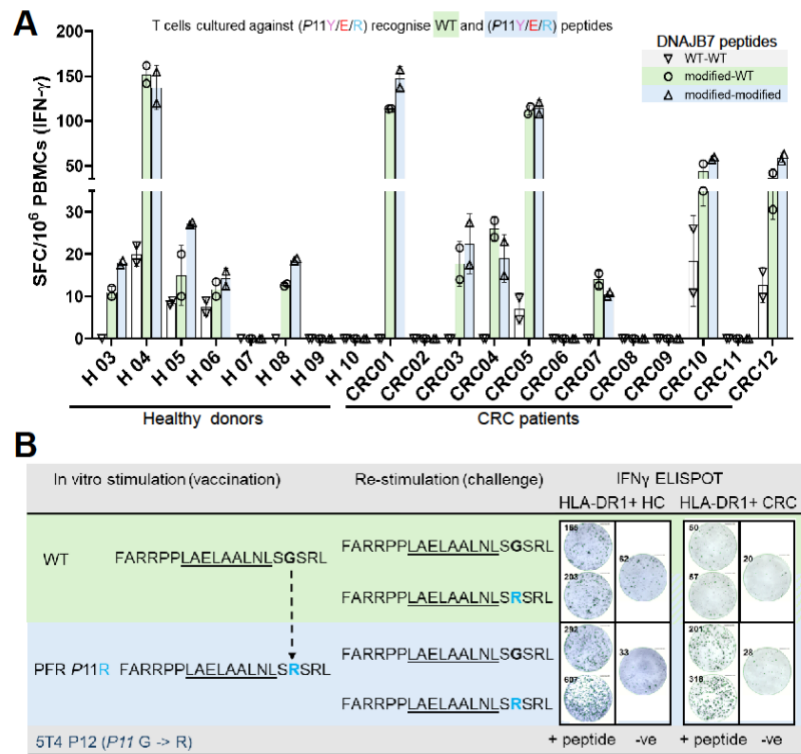 A
T cells cultured against (P11Y/E/R) recognise WT and (P11Y/E/R) peptides
DNAJB7 peptides
WT-WT
modified-WT
modified-modified
SFC/10⁶ PBMCs (IFN-γ)
200
150
100
50
30
20
10
0
H 03
H 04
H 05
H 06
H 07
H 08
H 09
H 10
CRC01
CRC02
CRC03
CRC04
CRC05
CRC06
CRC07
CRC08
CRC09
CRC10
CRC11
CRC12
Healthy donors
CRC patients
B
In vitro stimulation (vaccination)
Re-stimulation (challenge)
IFNγ ELISPOT
HLA-DR1+ HC HLA-DR1+ CRC
WT
FARRPPLAELAALNLSGSRL
FARRPPLAELAALNLSGSRL
FARRPPLAELAALNLSRSRL
203
62
67
20
PFR P11R FARRPPLAELAALNLSRSRL
FARRPPLAELAALNLSGSRL
FARRPPLAELAALNLSRSRL
292
607
33
201
318
28
5T4 P12 (P11 G -> R)
+ peptide -ve + peptide -ve